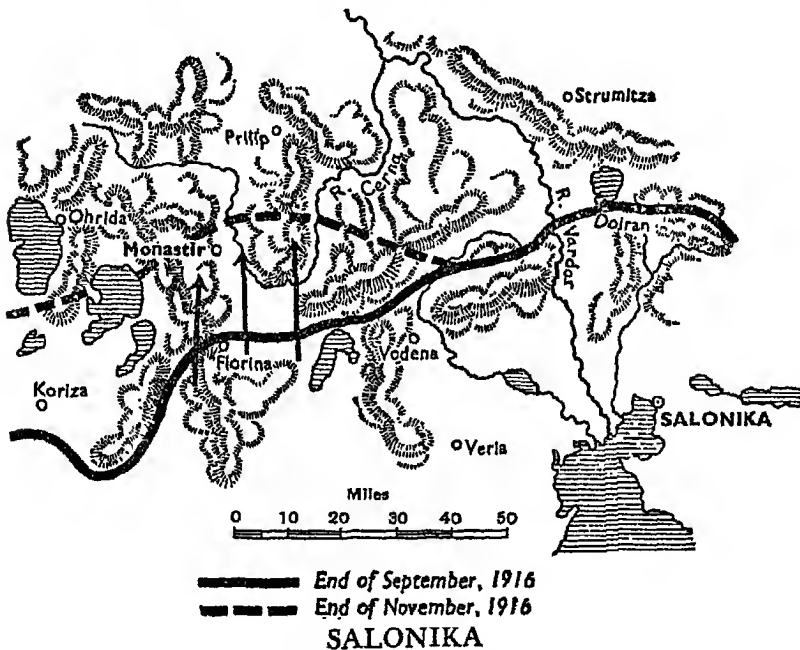 Strumitza
Prilip
R. Cerna
Ohrida
Monastir
R. Vardar
Doiran
Florina
Vodena
Koriza
SALONIKA
Veria
Miles
0 10 20 30 40 50
End of September, 1916
End of November, 1916
SALONIKA